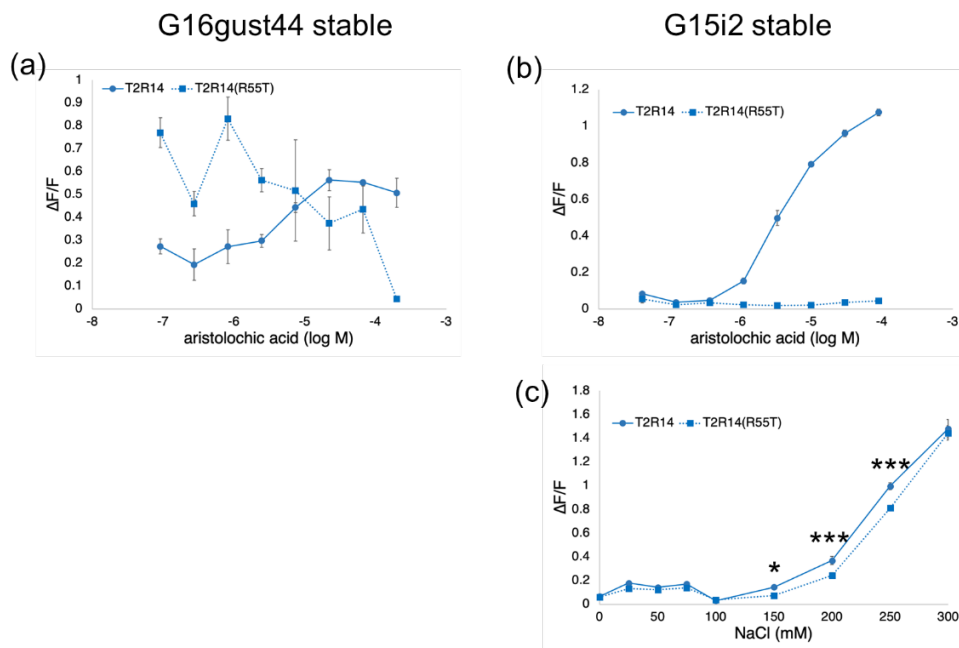 G16gust44 stable
G15i2 stable
(a)
T2R14
T2R14(R55T)
1
0.9
0.8
0.7
0.6
0.5
0.4
0.3
0.2
0.1
0
ΔF/F
-8
-7
-6
-5
-4
-3
aristolochic acid (log M)
(b)
T2R14
T2R14(R55T)
1.2
1
0.8
0.6
0.4
0.2
0
ΔF/F
-8
-7
-6
-5
-4
-3
aristolochic acid (log M)
(c)
T2R14
T2R14(R55T)
1.8
1.6
1.4
1.2
1
0.8
0.6
0.4
0.2
0
ΔF/F
*
***
***
0
50
100
150
200
250
300
NaCl (mM)